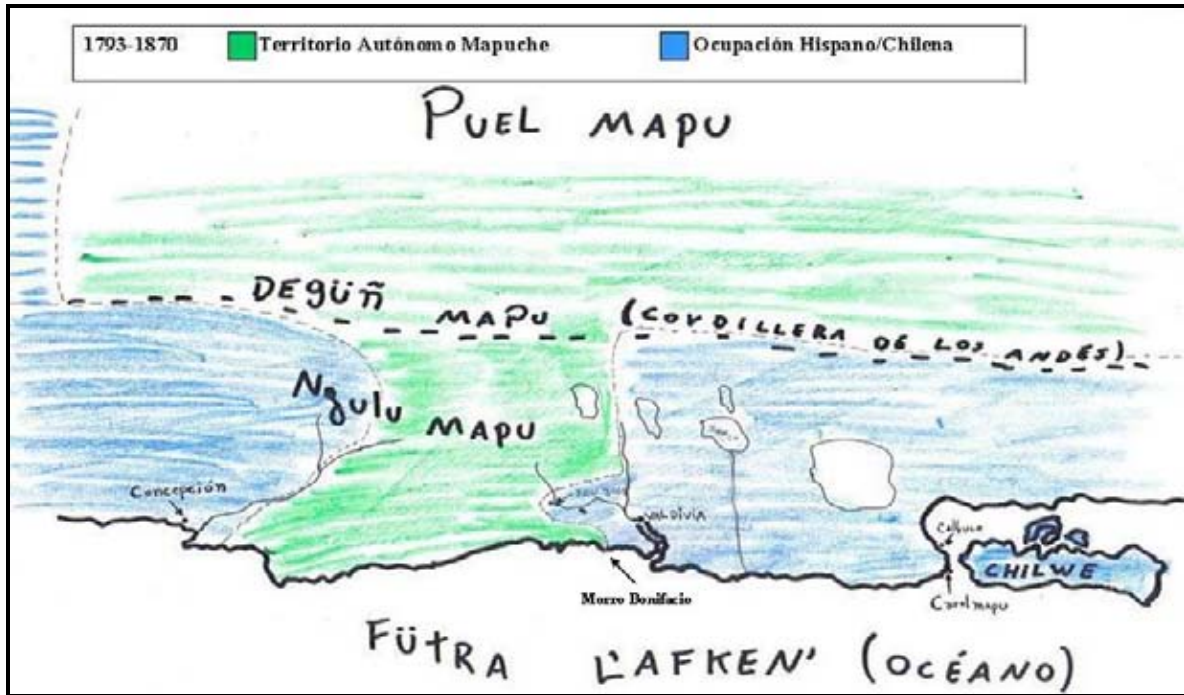 1793-1870 Territorio Autónomo Mapuche Ocupación Hispano/Chilena
PUEL MAPU
DEGÜÑ MAPU (CORDILLERA DE LOS ANDES)
Ngulu MAPU
Concepción
VALDIVIA
Calbuco
CHILWE
Morro Bonifacio
Carelmapu
FÜTRA L'AFKEN' (OCÉANO)